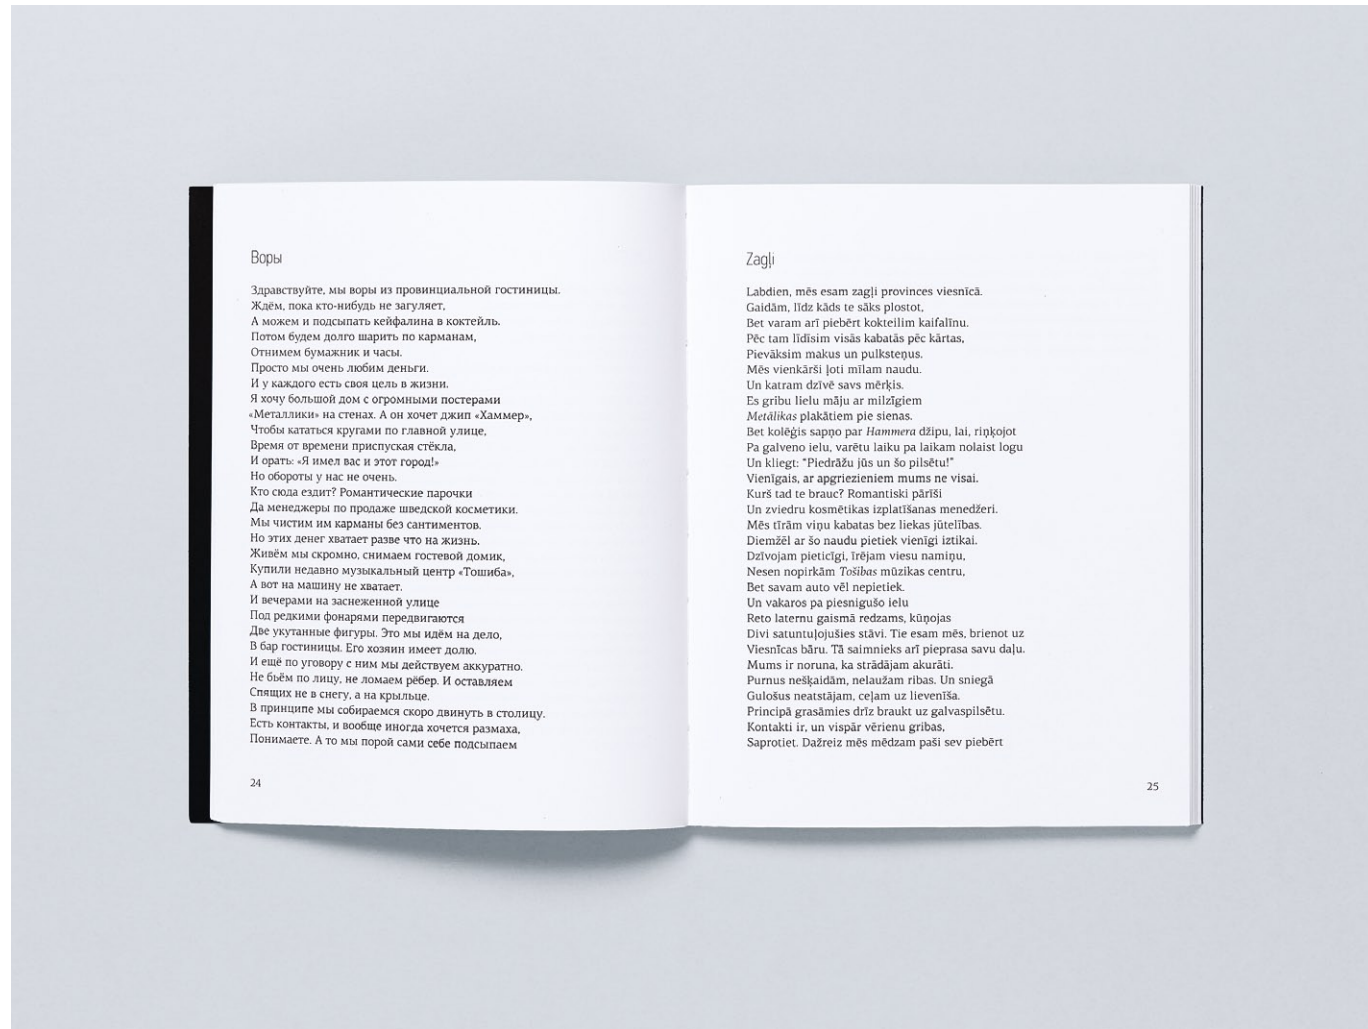 Воры
Здравствуйте, мы воры из провинциальной гостиницы.
Ждём, пока кто-нибудь не загуляет,
А можем и подсыпать кейфалина в коктейль.
Потом будем долго шарить по карманам,
Отнимем бумажник и часы.
Просто мы очень любим деньги.
И у каждого есть своя цель в жизни.
Я хочу большой дом с огромными постерами
«Металлики» на стенах. А он хочет джип «Хаммер»,
Чтобы кататься кругами по главной улице,
Время от времени приспуская стёкла,
И орать: «Я имел вас и этот город!»
Но обороты у нас не очень.
Кто сюда ездит? Романтические парочки
Да менеджеры по продаже шведской косметики.
Мы чистим им карманы без сантиментов.
Но этих денег хватает разве что на жизнь.
Живём мы скромно, снимаем гостевой домик,
Купили недавно музыкальный центр «Тошиба»,
А вот на машину не хватает.
И вечерами на заснеженной улице
Под редкими фонарями передвигаются
Две укутанные фигуры. Это мы идём на дело,
В бар гостиницы. Его хозяин имеет долю.
И ещё по уговору с ним мы действуем аккуратно.
Не бьём по лицу, не ломаем рёбер. И оставляем
Спящих не в снегу, а на крыльце.
В принципе мы собираемся скоро двинуть в столицу.
Есть контакты, и вообще иногда хочется размаха,
Понимаете. А то мы порой сами себе подсыпаем
24
Zagļi
Labdien, mēs esam zagļi provinces viesnīcā.
Gaidām, līdz kāds te sāks plostot,
Bet varam arī piebērt kokteilim kaifalīnu.
Pēc tam līdīsim visās kabatās pēc kārtas,
Pievāksim makus un pulksteņus.
Mēs vienkārši ļoti mīlam naudu.
Un katram dzīvē savs mērķis.
Es gribu lielu māju ar milzīgiem
Metālikas plakātiem pie sienas.
Bet kolēģis sapņo par Hammera džipu, lai, riņķojot
Pa galveno ielu, varētu laiku pa laikam nolaist logu
Un kliegt: "Piedrāžu jūs un šo pilsētu!"
Vienīgais, ar apgriezieniem mums ne visai.
Kurš tad te brauc? Romantiski pārīši
Un zviedru kosmētikas izplatīšanas menedžeri.
Mēs tīrām viņu kabatas bez liekas jūtelības.
Diemžēl ar šo naudu pietiek vienīgi iztikai.
Dzīvojam pieticīgi, īrējam viesu namiņu,
Nesen nopirkām Tošibas mūzikas centru,
Bet savam auto vēl nepietiek.
Un vakaros pa piesnigušo ielu
Reto laternu gaismā redzams, kūņojas
Divi satuntuļojušies stāvi. Tie esam mēs, brienot uz
Viesnīcas bāru. Tā saimnieks arī pieprasa savu daļu.
Mums ir noruna, ka strādājam akurāti.
Purnus nešķaidām, nelaužam ribas. Un sniegā
Gulošus neatstājam, ceļam uz lievenīša.
Principā grasāmies drīz braukt uz galvaspilsētu.
Kontakti ir, un vispār vērienu gribas,
Saprotiet. Dažreiz mēs mēdzam paši sev piebērt
25